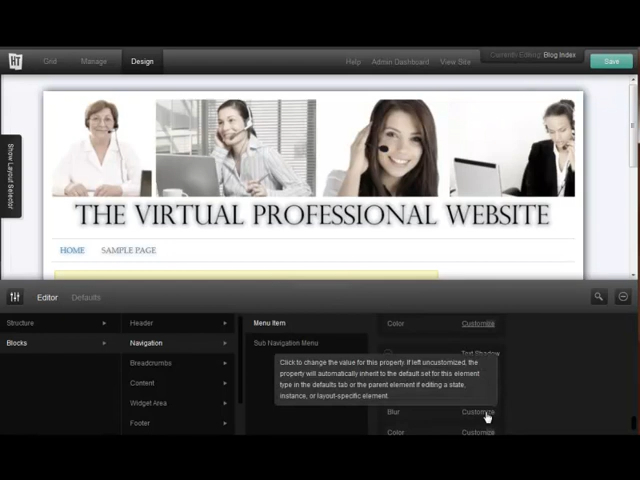 HT Grid Manage Design Help Admin Dashboard View Site Currently Editing: Blog Index Save
Show Layout Selector
THE VIRTUAL PROFESSIONAL WEBSITE
HOME SAMPLE PAGE
Editor Defaults
Structure Header Menu Item Color Customize
Blocks Navigation Sub Navigation Menu
Text Shadow
Breadcrumbs
Click to change the value for this property. If left uncustomized, the
property will automatically inherit to the default set for this element
type in the defaults tab or the parent element if editing a state,
instance, or layout-specific element.
Content
Widget Area
Blur Customize
Footer
Color Customize